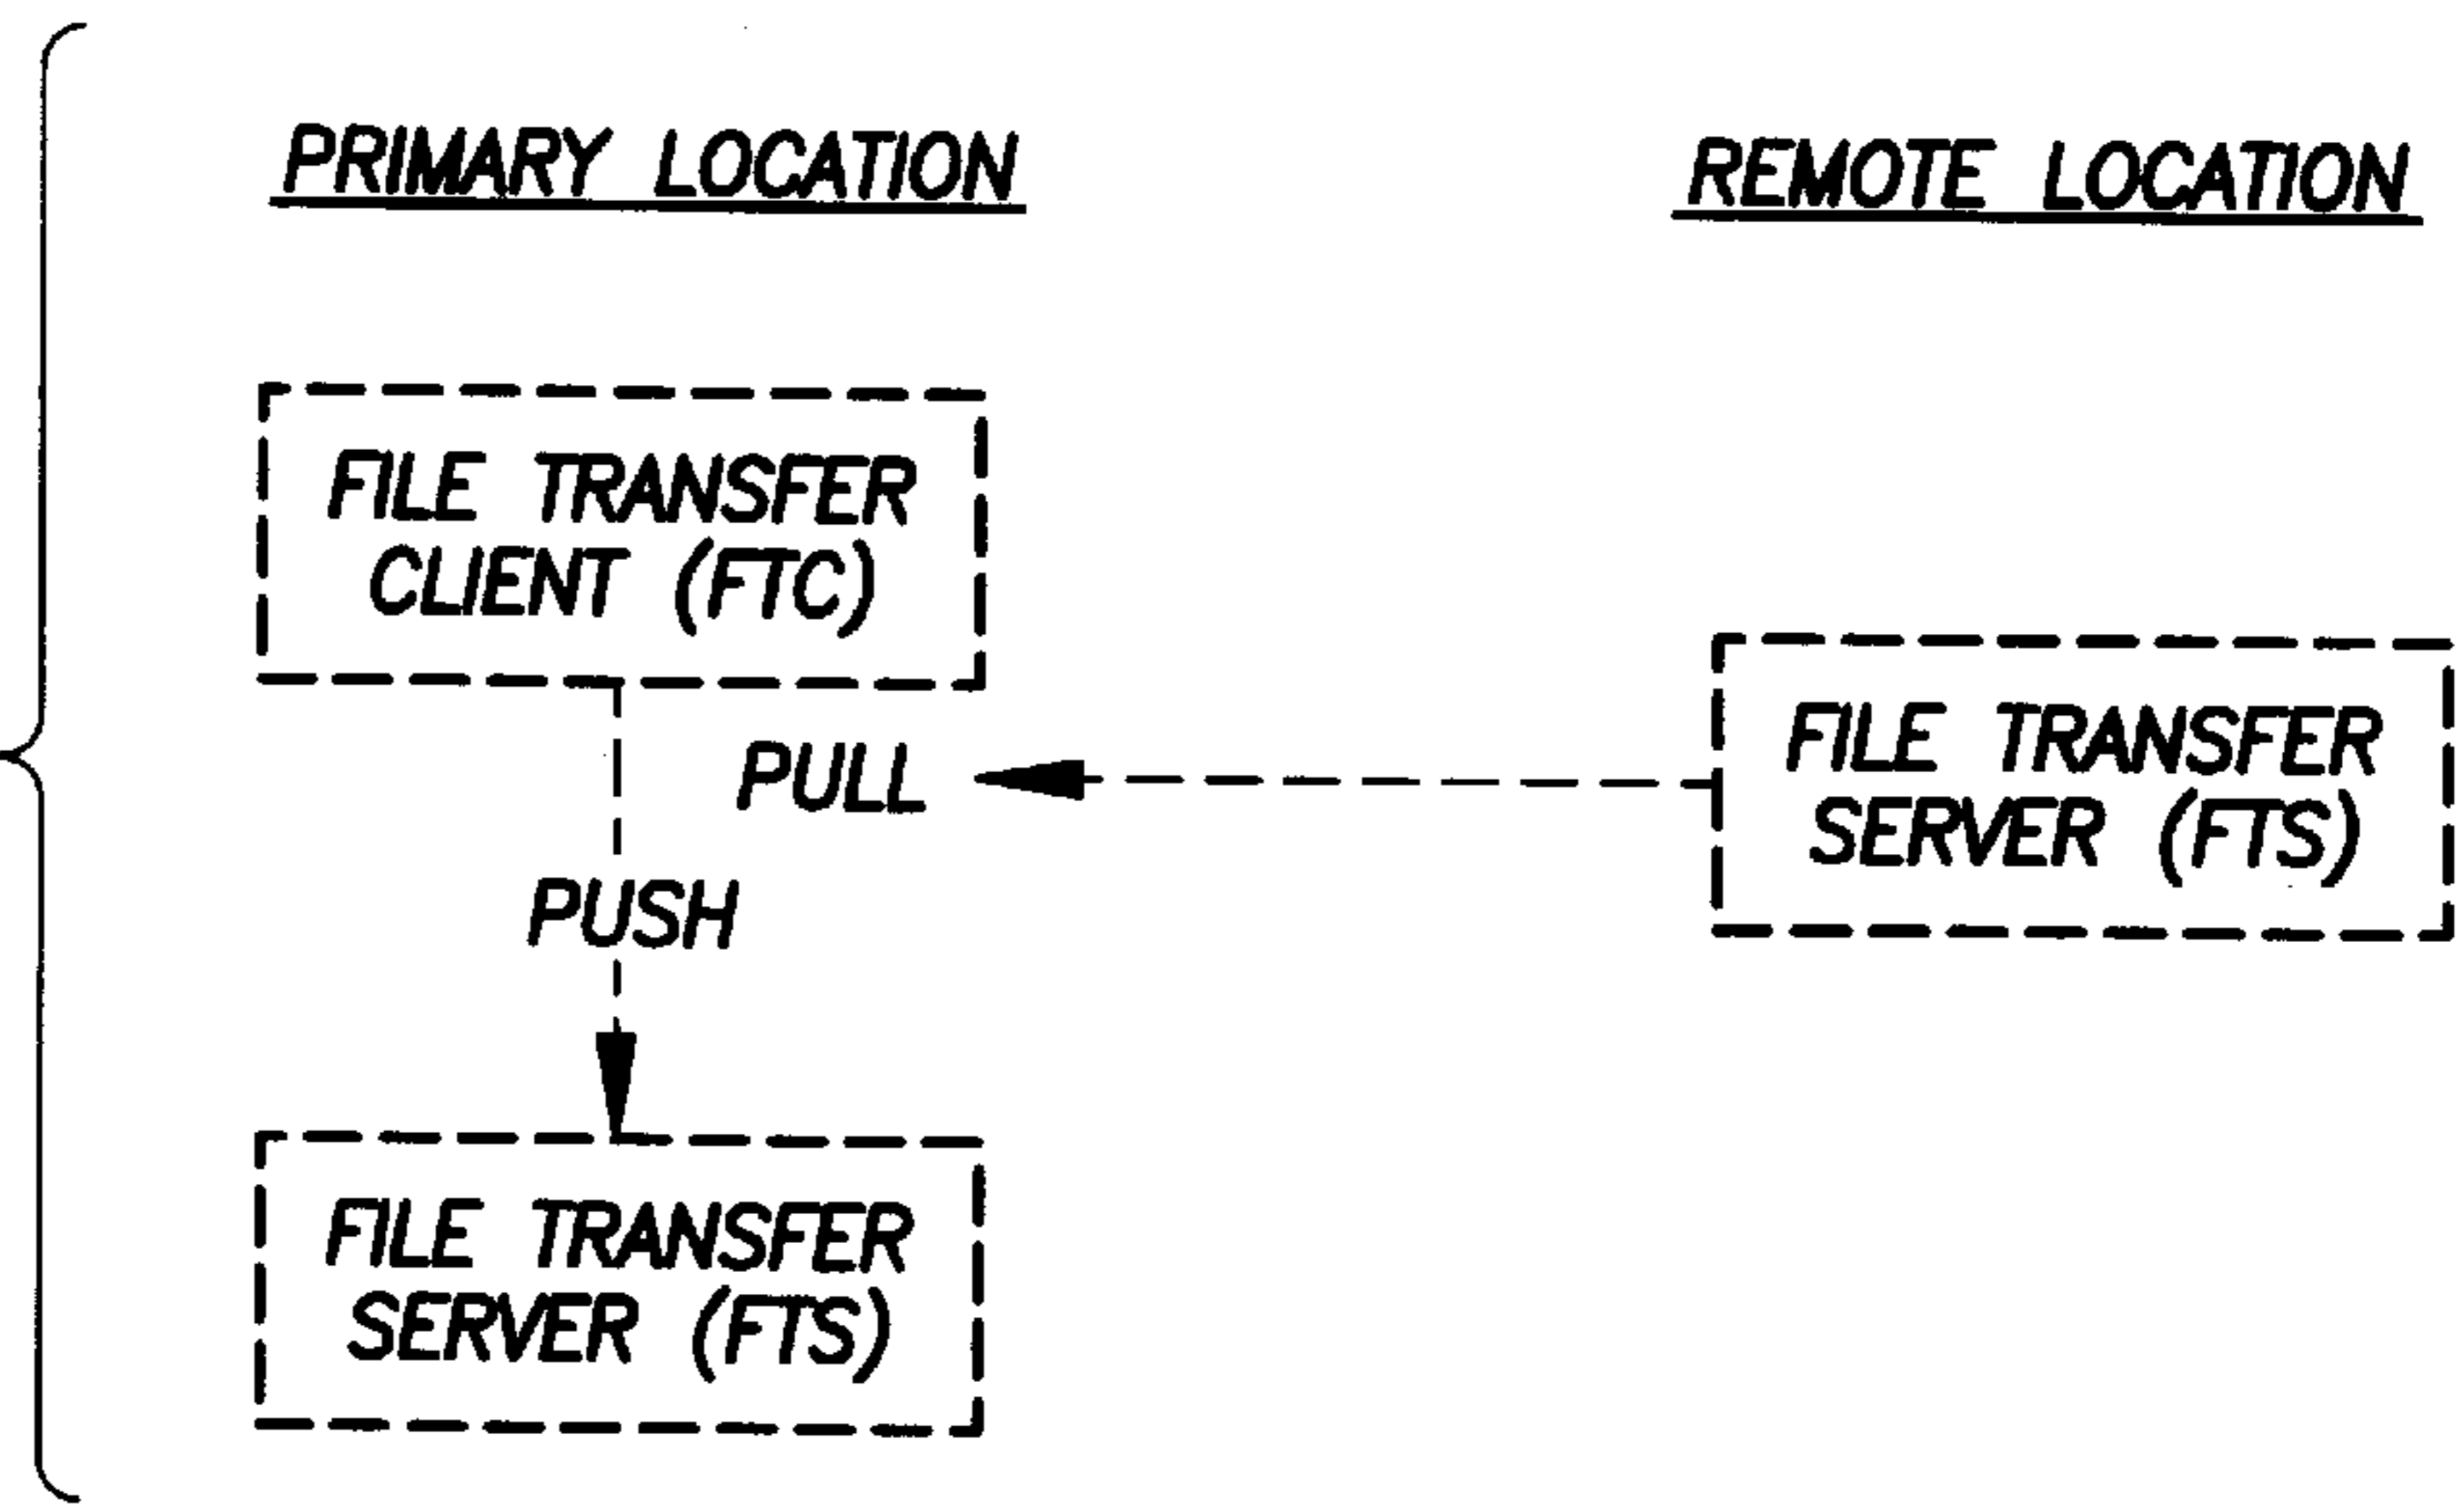 PRIMARY LOCATION
REMOTE LOCATION
FILE TRANSFER
CLIENT (FTC)
PULL
FILE TRANSFER
SERVER (FTS)
PUSH
FILE TRANSFER
SERVER (FTS)